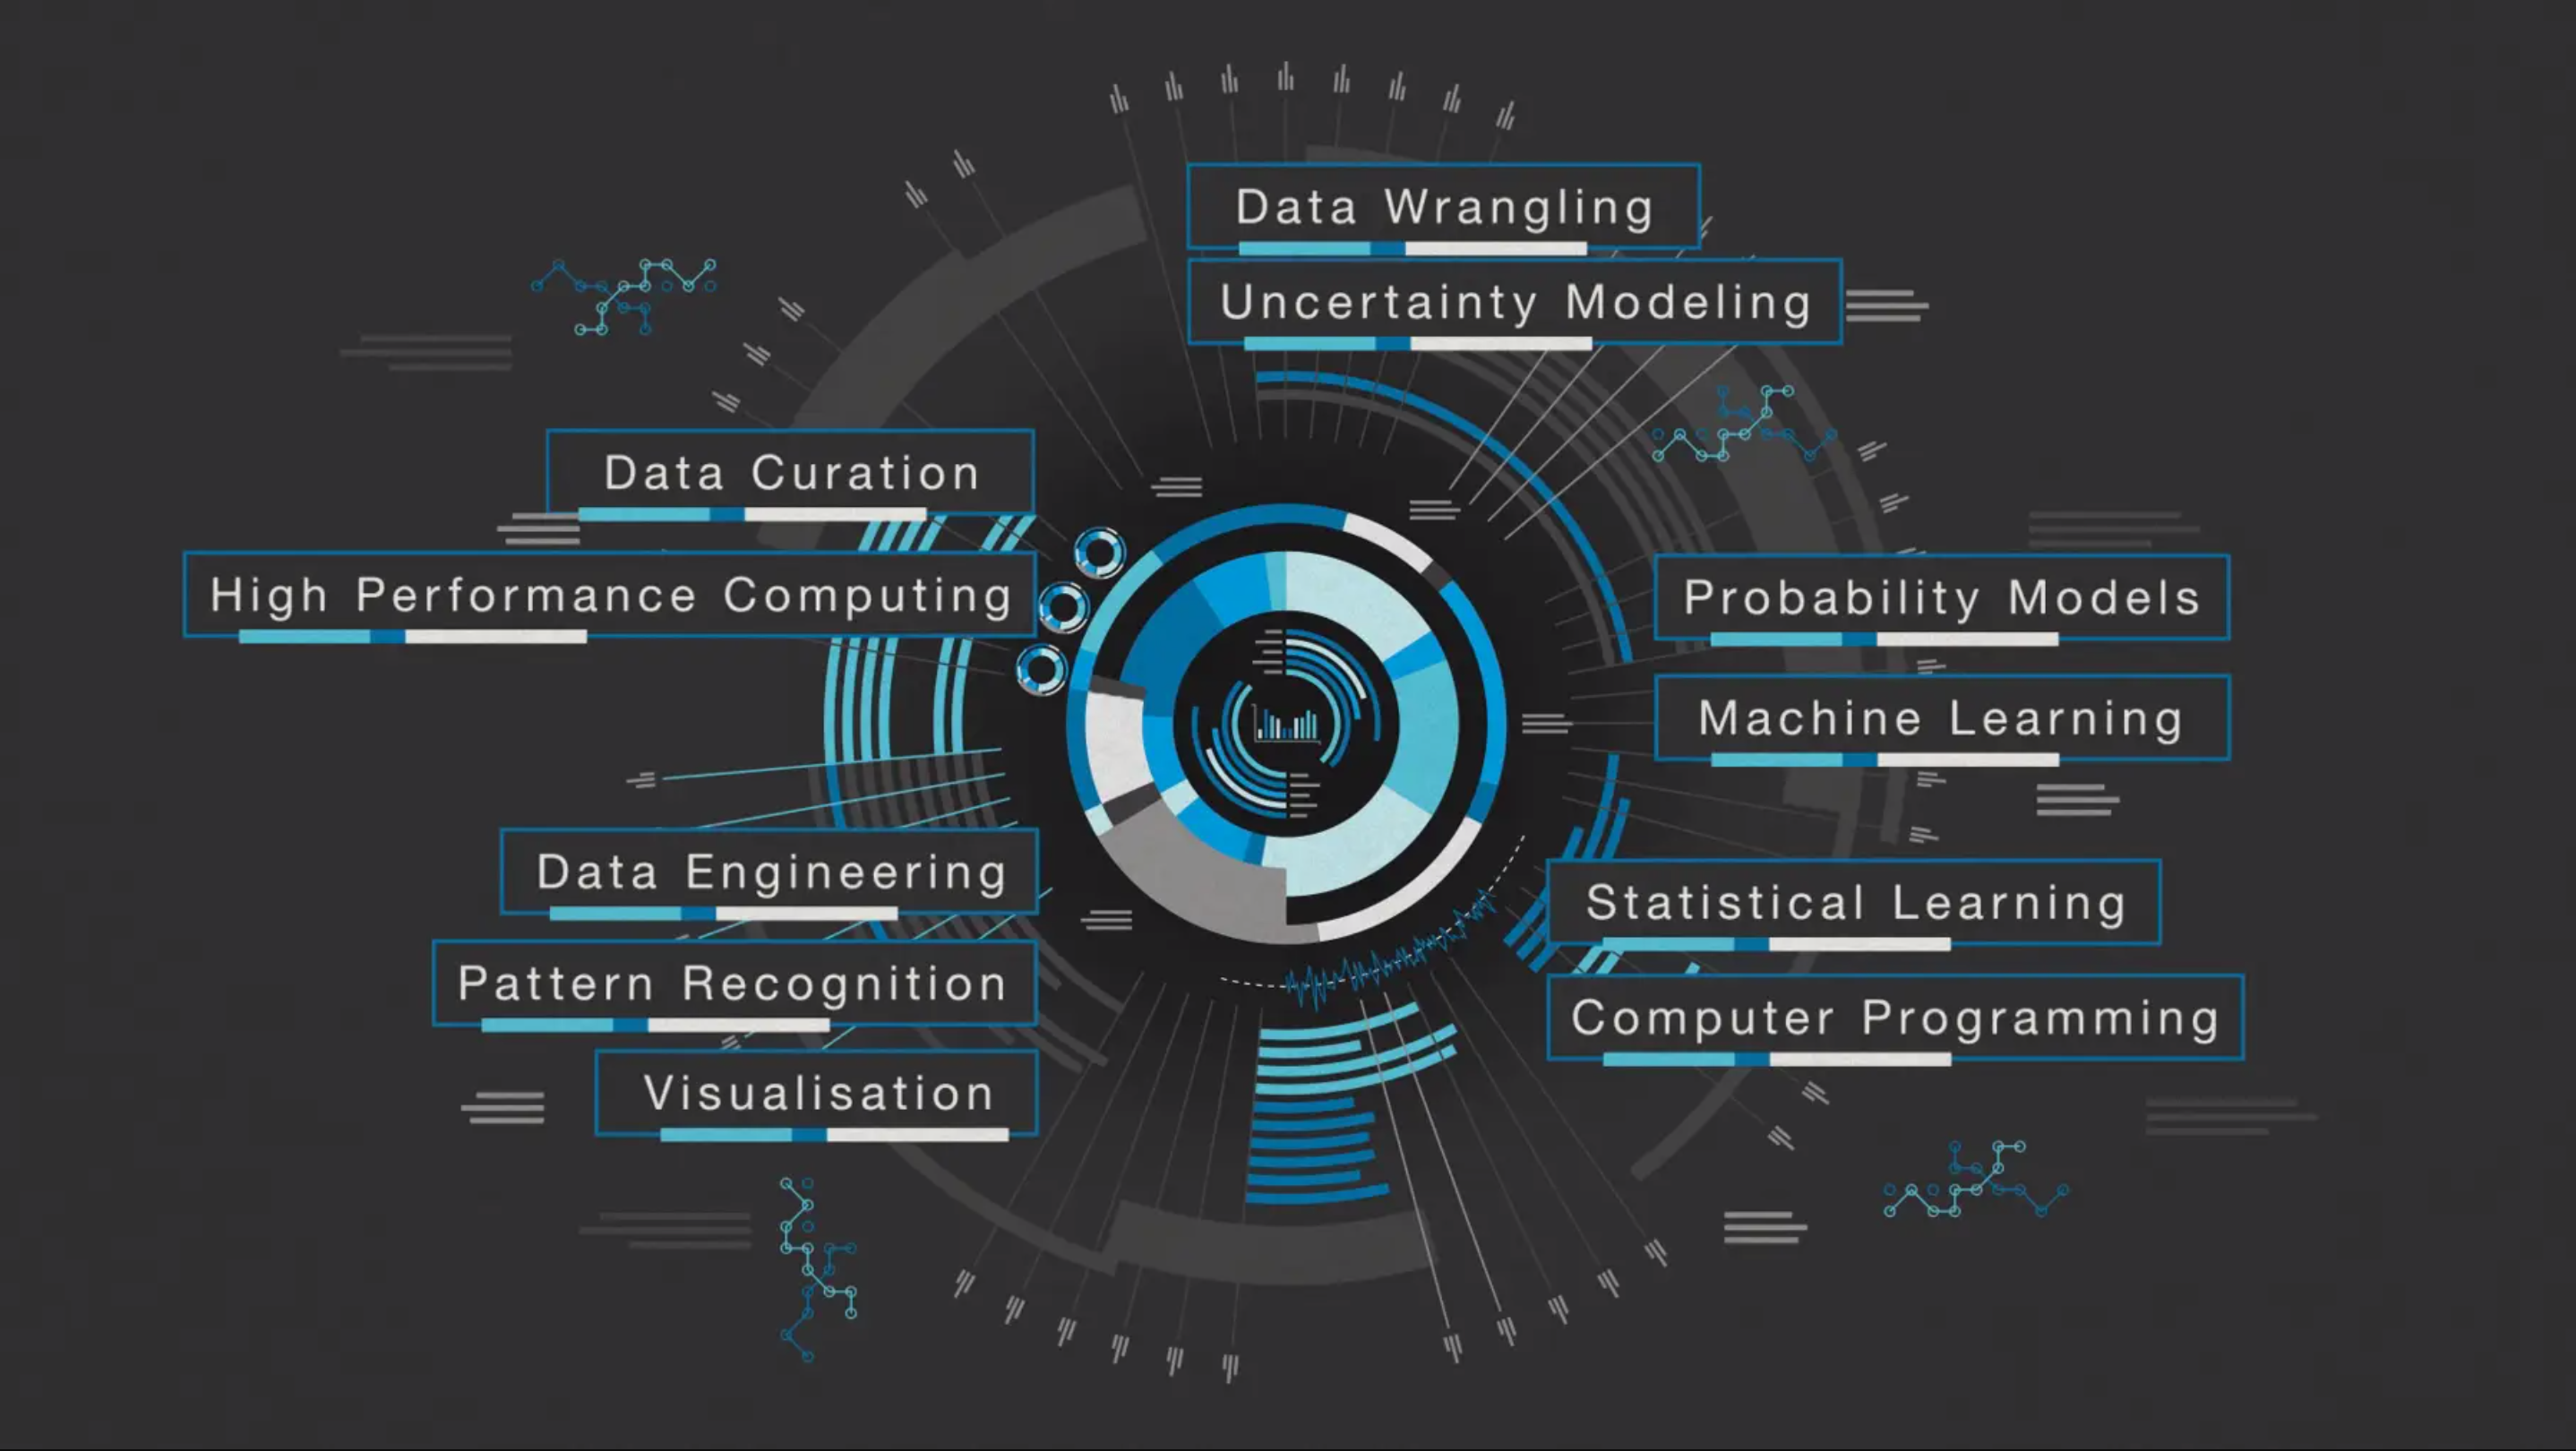 Data Wrangling
Uncertainty Modeling
Data Curation
High Performance Computing
Probability Models
Machine Learning
Data Engineering
Pattern Recognition
Visualisation
Statistical Learning
Computer Programming